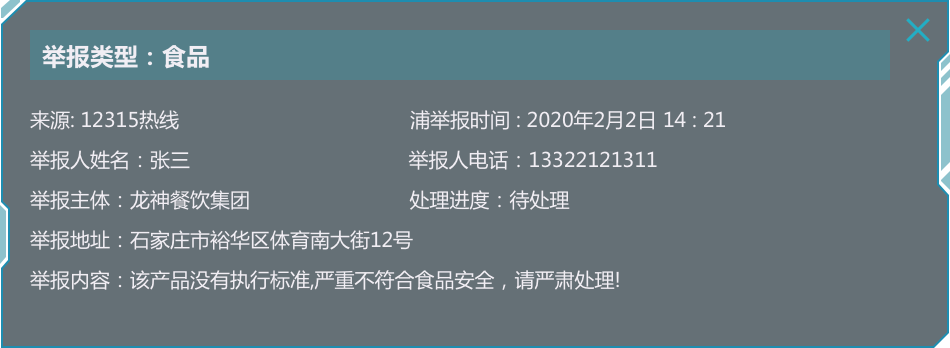 举报类型：食品
来源: 12315热线 浦举报时间 : 2020年2月2日 14 : 21
举报人姓名：张三 举报人电话：13322121311
举报主体：龙神餐饮集团 处理进度：待处理
举报地址：石家庄市裕华区体育南大街12号
举报内容：该产品没有执行标准,严重不符合食品安全，请严肃处理!